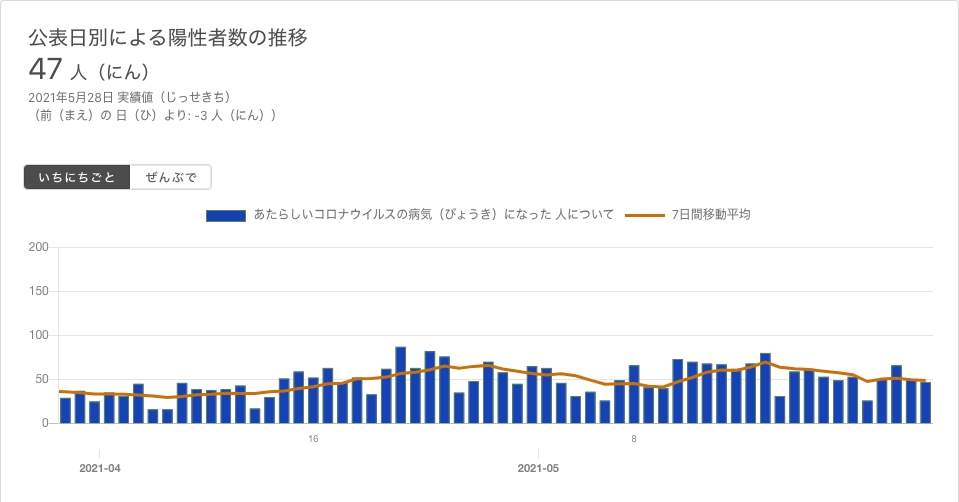 公表日別による陽性者数の推移
47 人（にん）
2021年5月28日 実績値（じっせきち）
（前（まえ）の 日（ひ）より: -3 人（にん））
いちにちごと ぜんぶで
あたらしいコロナウイルスの病気（びょうき）になった 人について 7日間移動平均
200
150
100
50
0
16 8
2021-04 2021-05